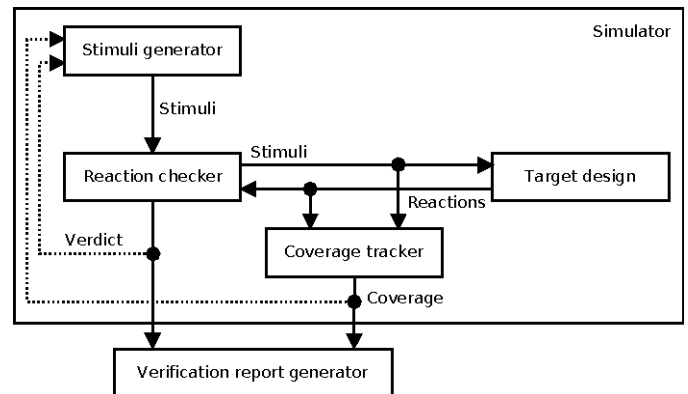 Simulator
Stimuli generator
Stimuli
Stimuli
Reaction checker
Target design
Reactions
Verdict
Coverage tracker
Coverage
Verification report generator